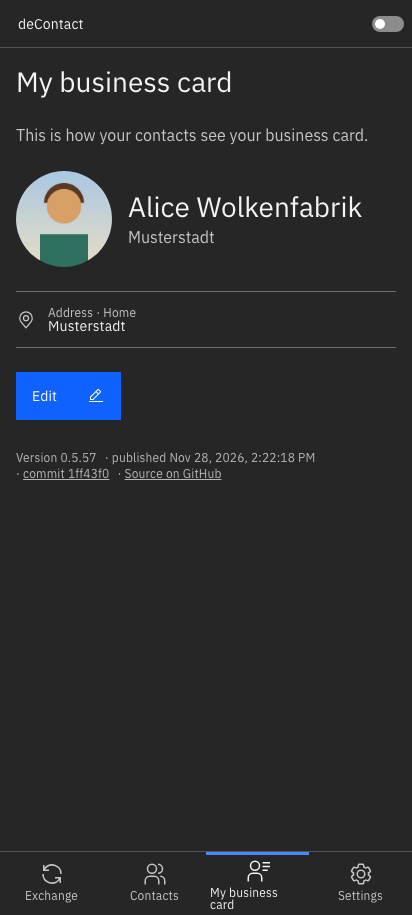 deContact
My business card
This is how your contacts see your business card.
Alice Wolkenfabrik
Musterstadt
Address · Home
Musterstadt
Edit
Version 0.5.57 · published Nov 28, 2026, 2:22:18 PM
· commit 1ff43f0 · Source on GitHub
Exchange
Contacts
My business
card
Settings